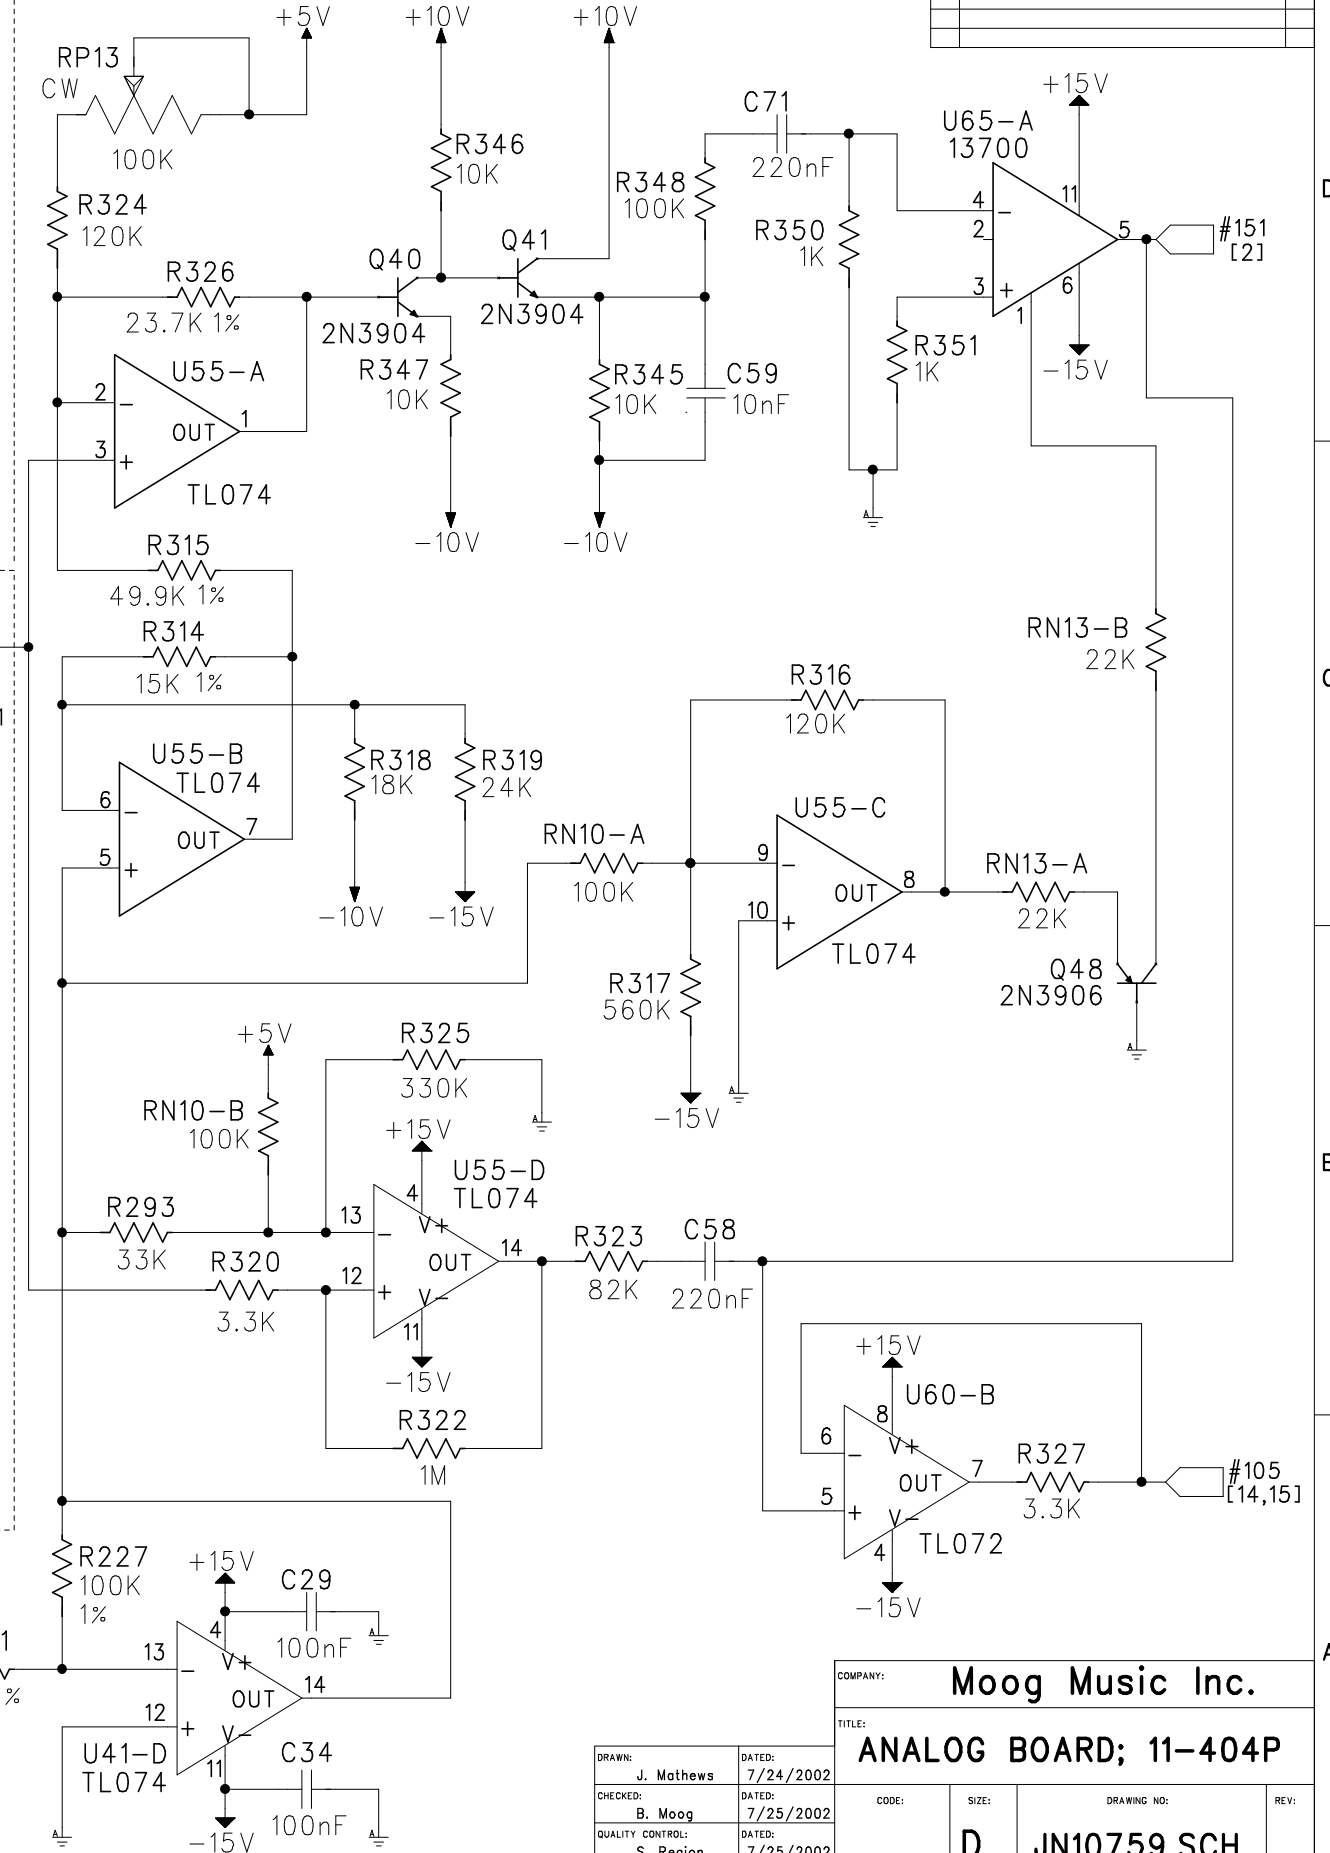 +5V
+10V
+10V
RP13
CW
100K
R324
120K
R346
10K
R348
100K
C71
220nF
U65-A
13700
+15V
11
4
-
2
3
+
1
5
6
-15V
#151
[2]
R350
1K
R351
1K
R326
23.7K 1%
Q40
2N3904
Q41
2N3904
R347
10K
R345
10K
C59
10nF
U55-A
2
-
3
+
OUT
1
TL074
-10V
-10V
A
R315
49.9K 1%
R314
15K 1%
RN13-B
22K
U55-B
TL074
6
-
5
+
OUT
7
R318
18K
R319
24K
-10V
-15V
R316
120K
U55-C
RN10-A
100K
9
-
10
+
OUT
8
TL074
RN13-A
22K
Q48
2N3906
A
R317
560K
-15V
A
+5V
RN10-B
100K
R325
330K
A
+15V
U55-D
TL074
4
V+
13
-
12
+
OUT
14
V-
11
-15V
R293
33K
R320
3.3K
R323
82K
C58
220nF
R322
1M
+15V
U60-B
8
V+
6
-
5
+
OUT
7
V-
4
TL072
-15V
R327
3.3K
#105
[14,15]
R227
100K
1%
+15V
C29
100nF
A
4
V+
13
-
12
+
OUT
14
V-
11
U41-D
TL074
C34
100nF
A
A
-15V
1
1
%
D
C
B
A
COMPANY:
Moog Music Inc.
TITLE:
ANALOG BOARD; 11-404P
DRAWN:
J. Mathews
DATED:
7/24/2002
CHECKED:
B. Moog
DATED:
7/25/2002
QUALITY CONTROL:
S. Region
DATED:
7/25/2002
CODE:
SIZE:
D
DRAWING NO:
JN10759.SCH
REV: